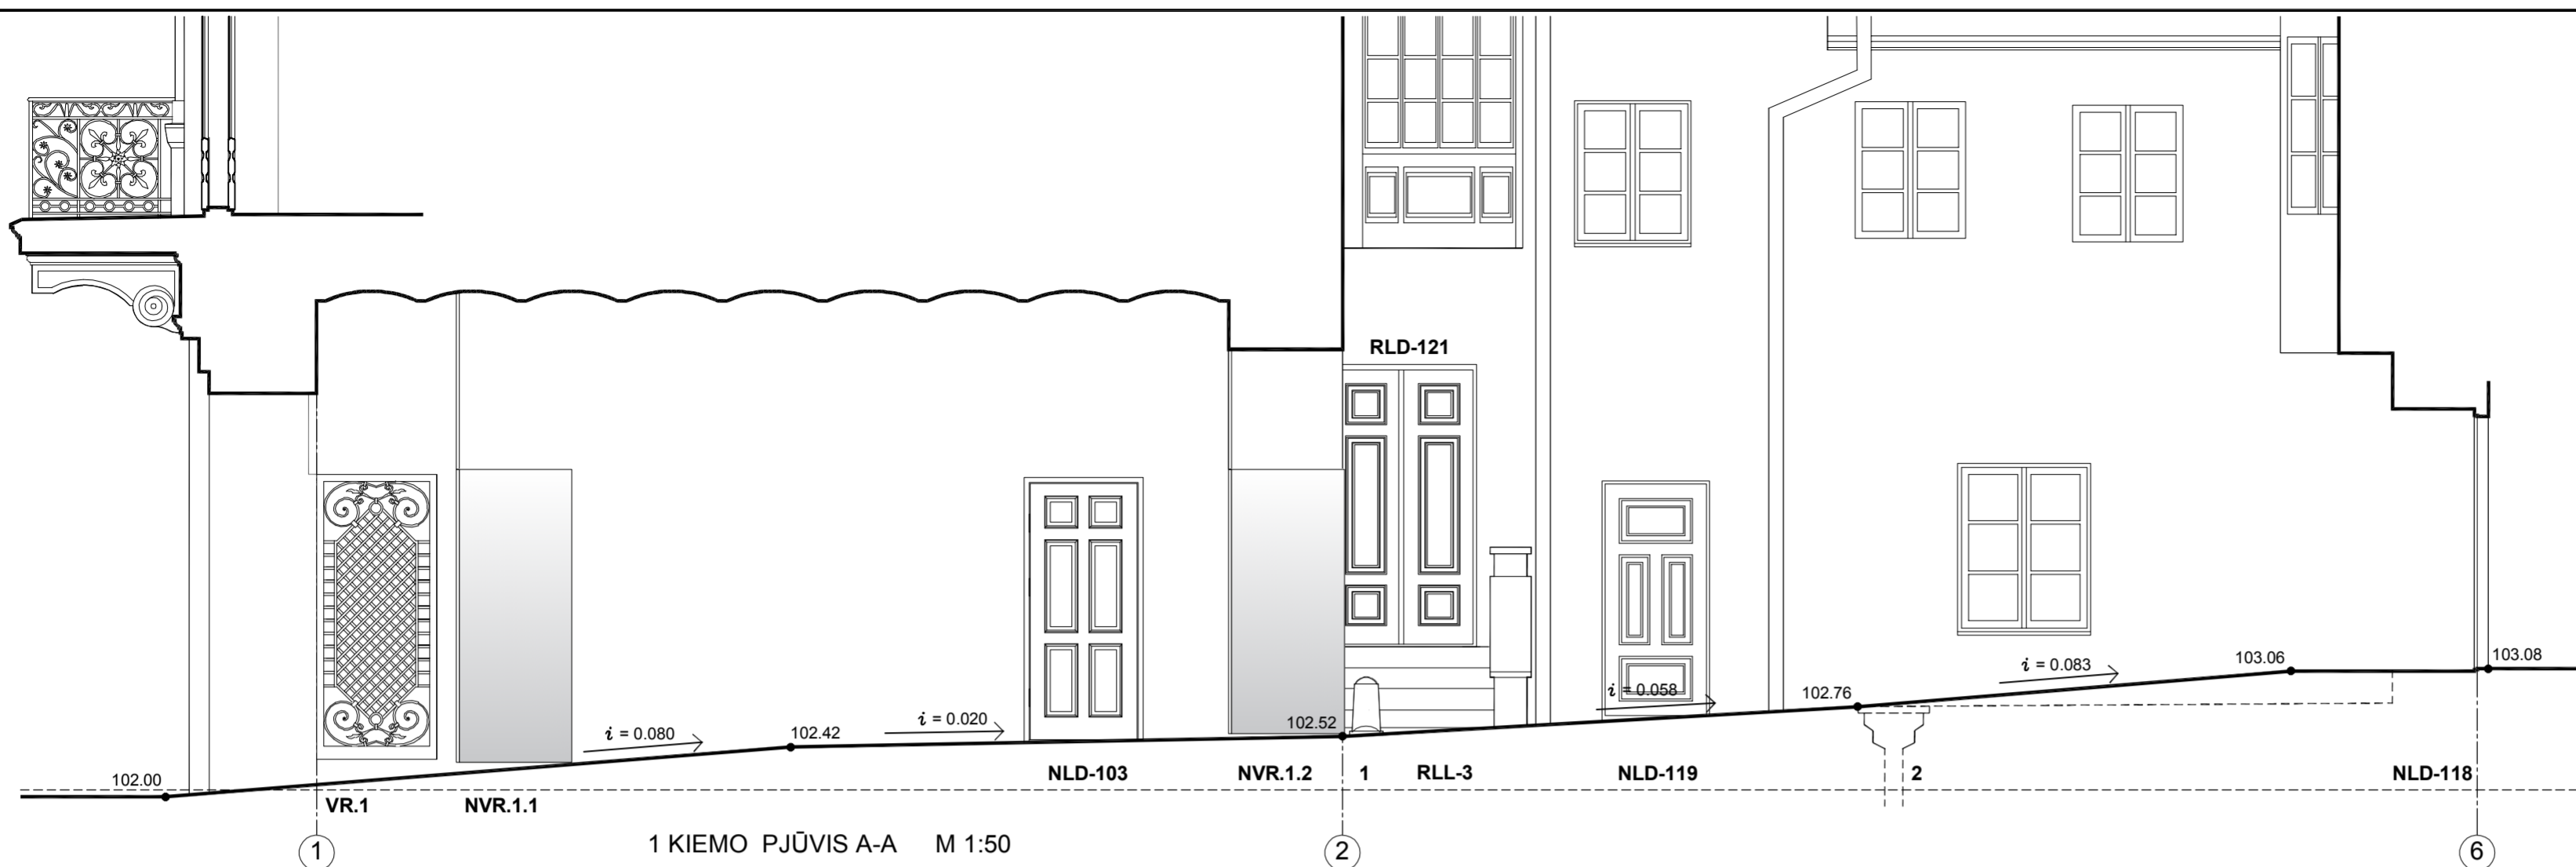 RLD-121
102.00
i = 0.080
102.42
i = 0.020
102.52
i = 0.058
102.76
i = 0.083
103.06
103.08
VR.1
NVR.1.1
NLD-103
NVR.1.2
1
RLL-3
NLD-119
2
NLD-118
1
1 KIEMO PJŪVIS A-A M 1:50
2
6